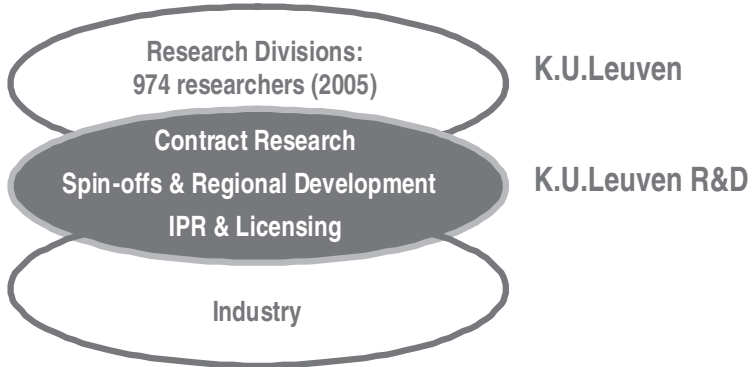 Research Divisions:
974 researchers (2005)
K.U.Leuven
Contract Research
Spin-offs & Regional Development
K.U.Leuven R&D
IPR & Licensing
Industry